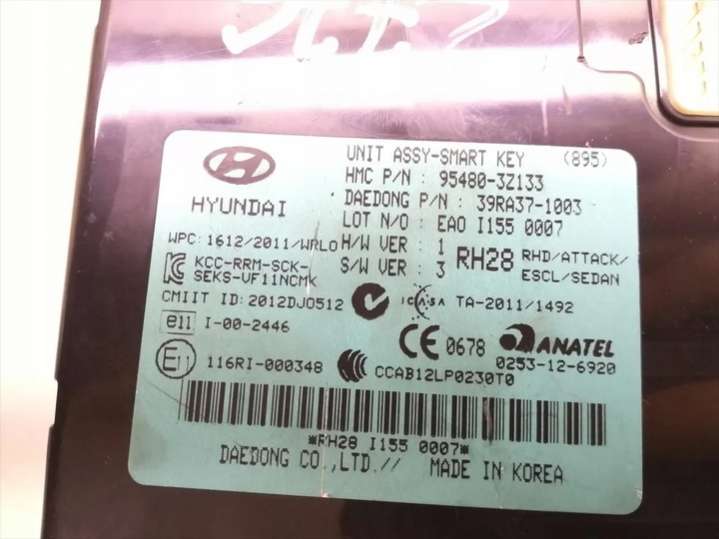 UNIT ASSY-SMART KEY (895)
HMC P/N : 95480-3Z133
DAEDONG P/N : 39RA37-1003
HYUNDAI
LOT N/O : EAO I155 0007
WPC: 1612/2011/WRLO
H/W VER : 1
S/W VER : 3
RH28 RHD/ATTACK/
ESCL/SEDAN
KCC-RRM-SCK-
SEKS-VF11NCMK
CMIIT ID: 2012DJ0512
ICASA TA-2011/1492
e11 I-00-2446
CE 0678 ANATEL
0253-12-6920
E11 116RI-000348
CCAB12LP0230T0
*RH28 I155 0007*
DAEDONG CO.,LTD.// MADE IN KOREA